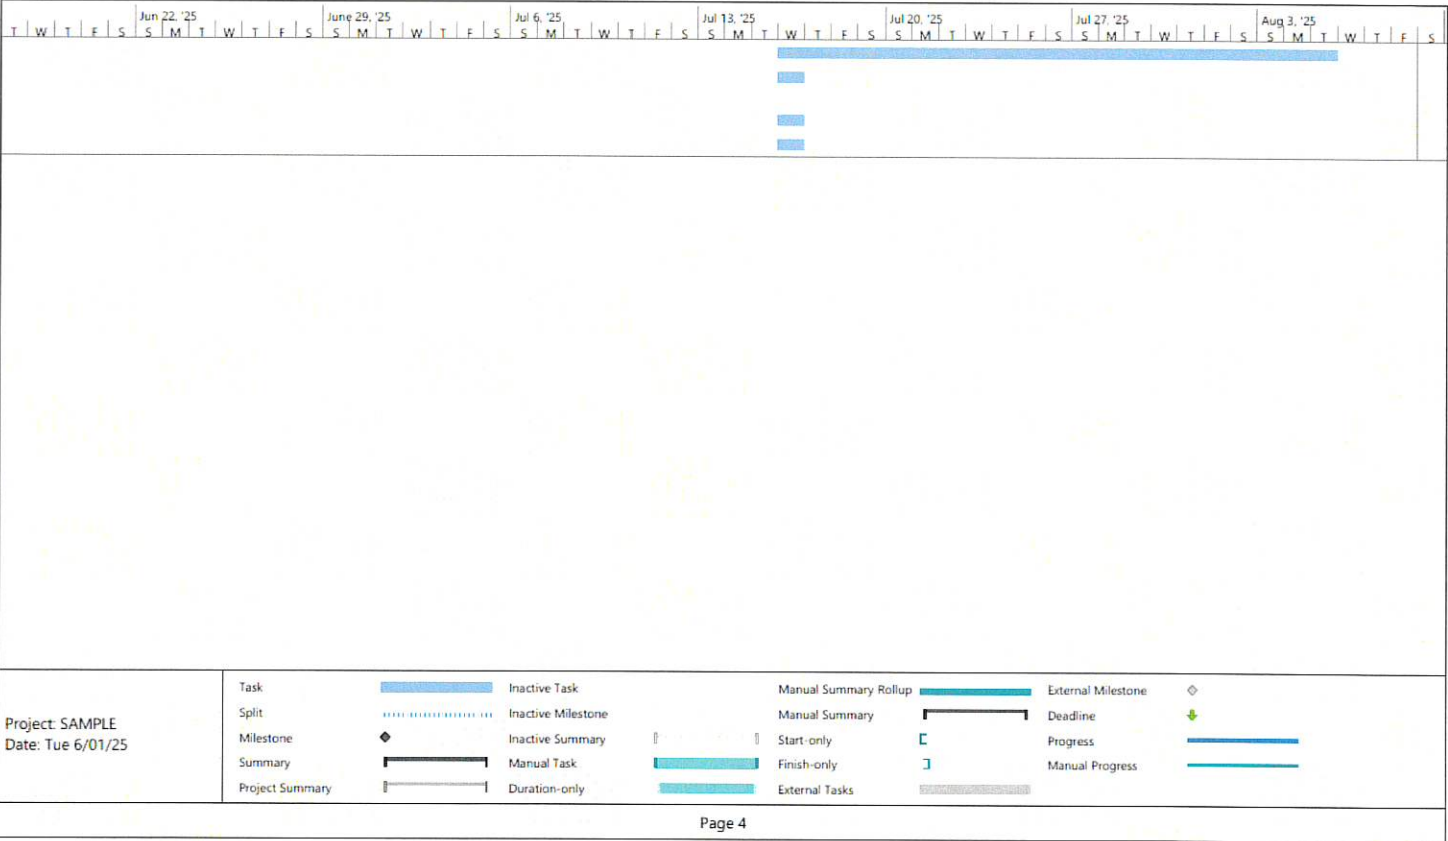 Jun 22, '25 June 29, '25 Jul 6, '25 Jul 13, '25 Jul 20, '25 Jul 27, '25 Aug 3, '25
T W T F S S M T W T F S S M T W T F S S M T W T F S S M T W T F S S M T W T F S S M T W T F S S M T W T F S
Task Inactive Task Manual Summary Rollup External Milestone
Split Inactive Milestone Manual Summary Deadline
Project: SAMPLE
Date: Tue 6/01/25
Milestone Inactive Summary Start-only Progress
Summary Manual Task Finish-only Manual Progress
Project Summary Duration-only External Tasks
Page 4